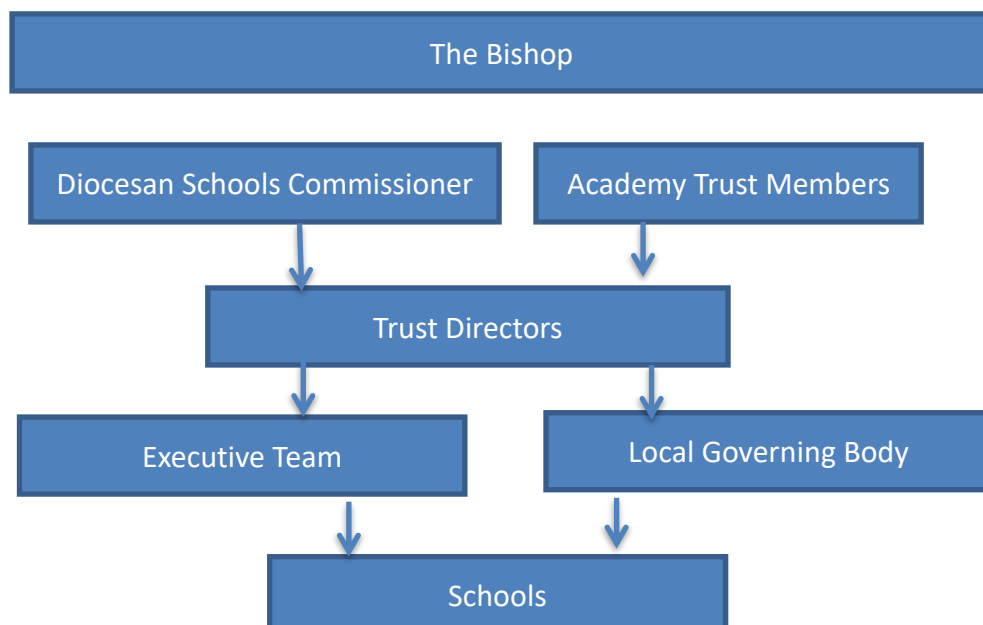 The Bishop
Diocesan Schools Commissioner
Academy Trust Members
Trust Directors
Executive Team
Local Governing Body
Schools